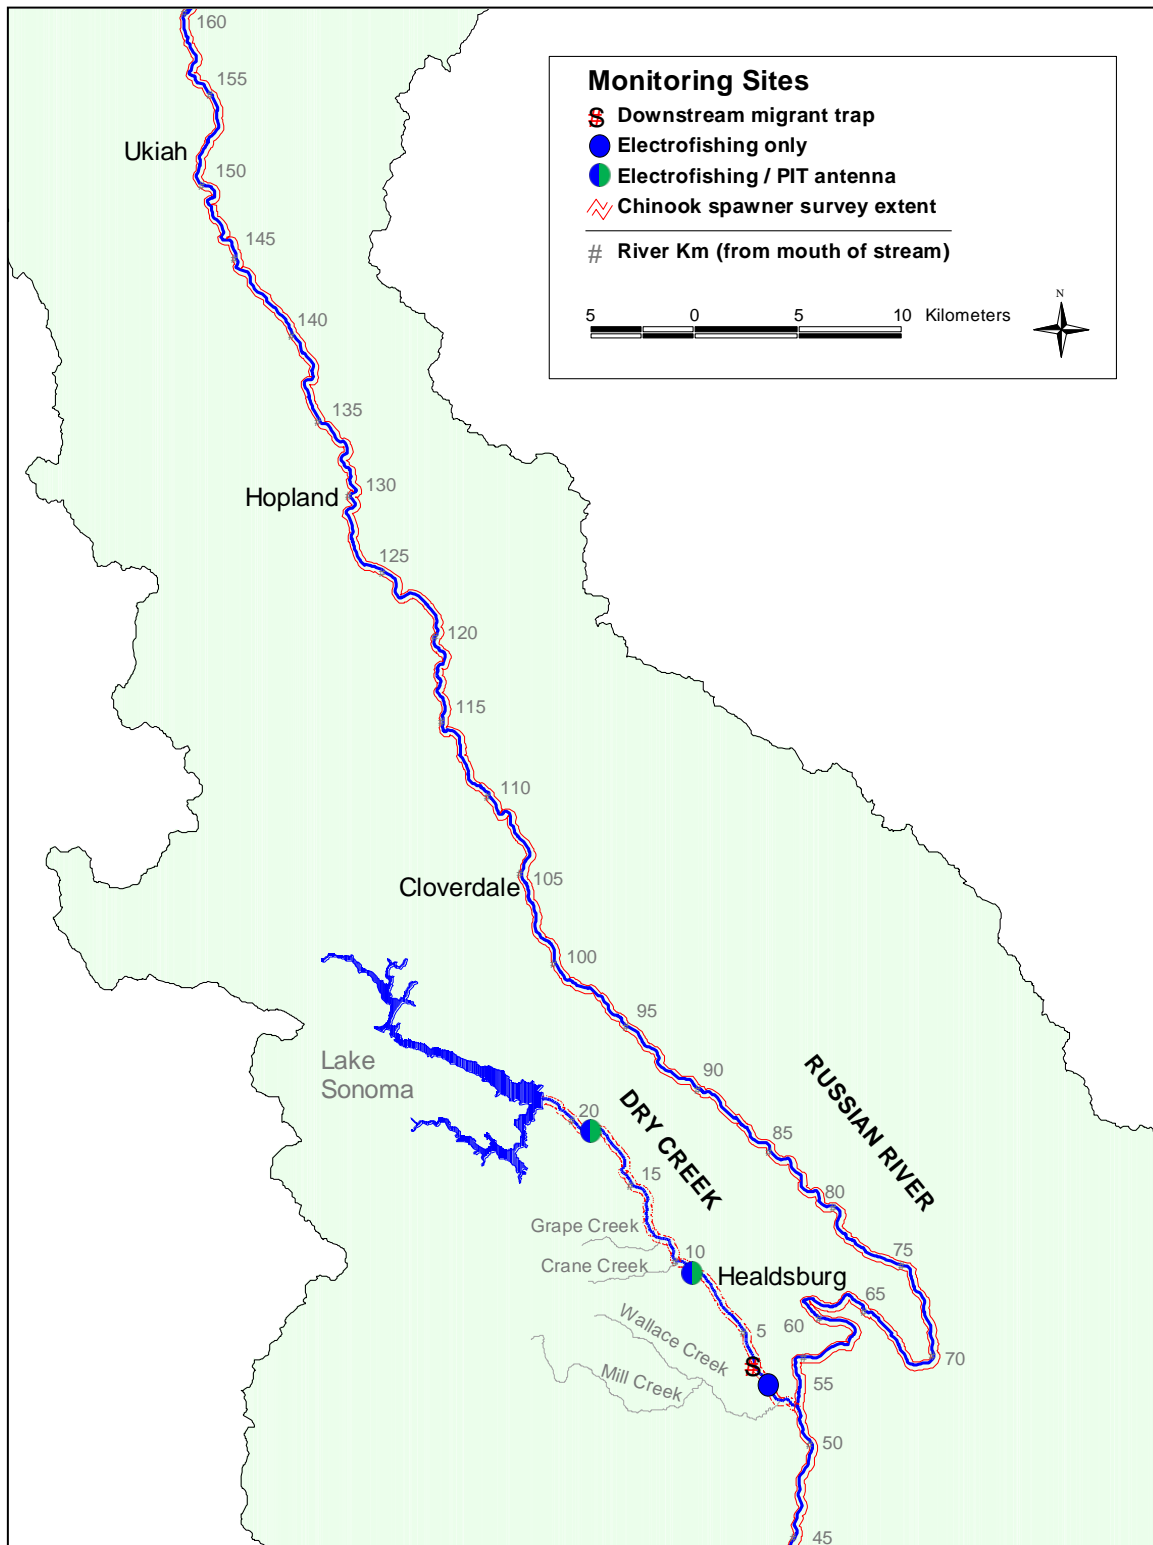 160
155
Ukiah
150
145
140
135
130
Hopland
125
120
115
110
Cloverdale
105
100
95
90
85
80
75
70
65
60
55
50
45
Monitoring Sites
S Downstream migrant trap
Electrofishing only
Electrofishing / PIT antenna
Chinook spawner survey extent
# River Km (from mouth of stream)
5 0 5 10 Kilometers
N
Lake
Sonoma
DRY CREEK
RUSSIAN RIVER
20
15
Grape Creek
10
Crane Creek
Healdsburg
Wallace Creek
5
S
Mill Creek